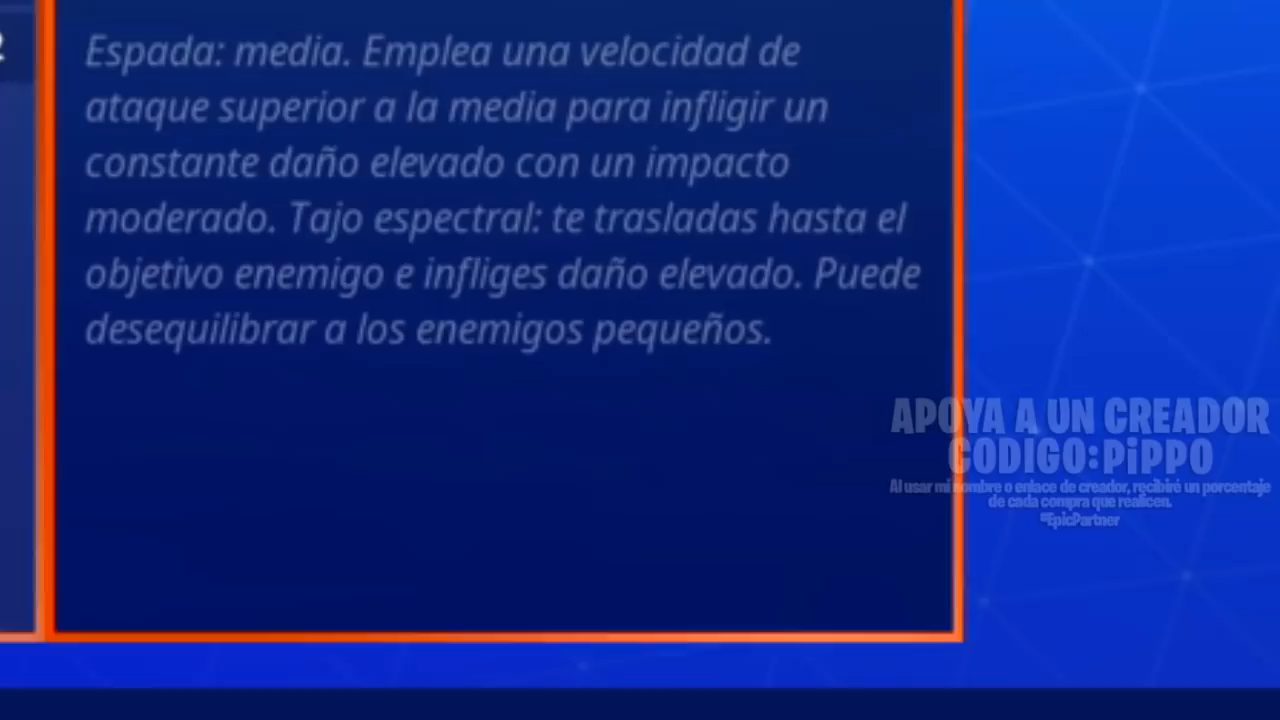 Espada: media. Emplea una velocidad de
ataque superior a la media para infligir un
constante daño elevado con un impacto
moderado. Tajo espectral: te trasladas hasta el
objetivo enemigo e infliges daño elevado. Puede
desequilibrar a los enemigos pequeños.
APOYA A UN CREADOR
CODIGO:PiPPO
Al usar mi nombre o enlace de creador, recibiré un porcentaje
de cada compra que realicen.
#EpicPartner